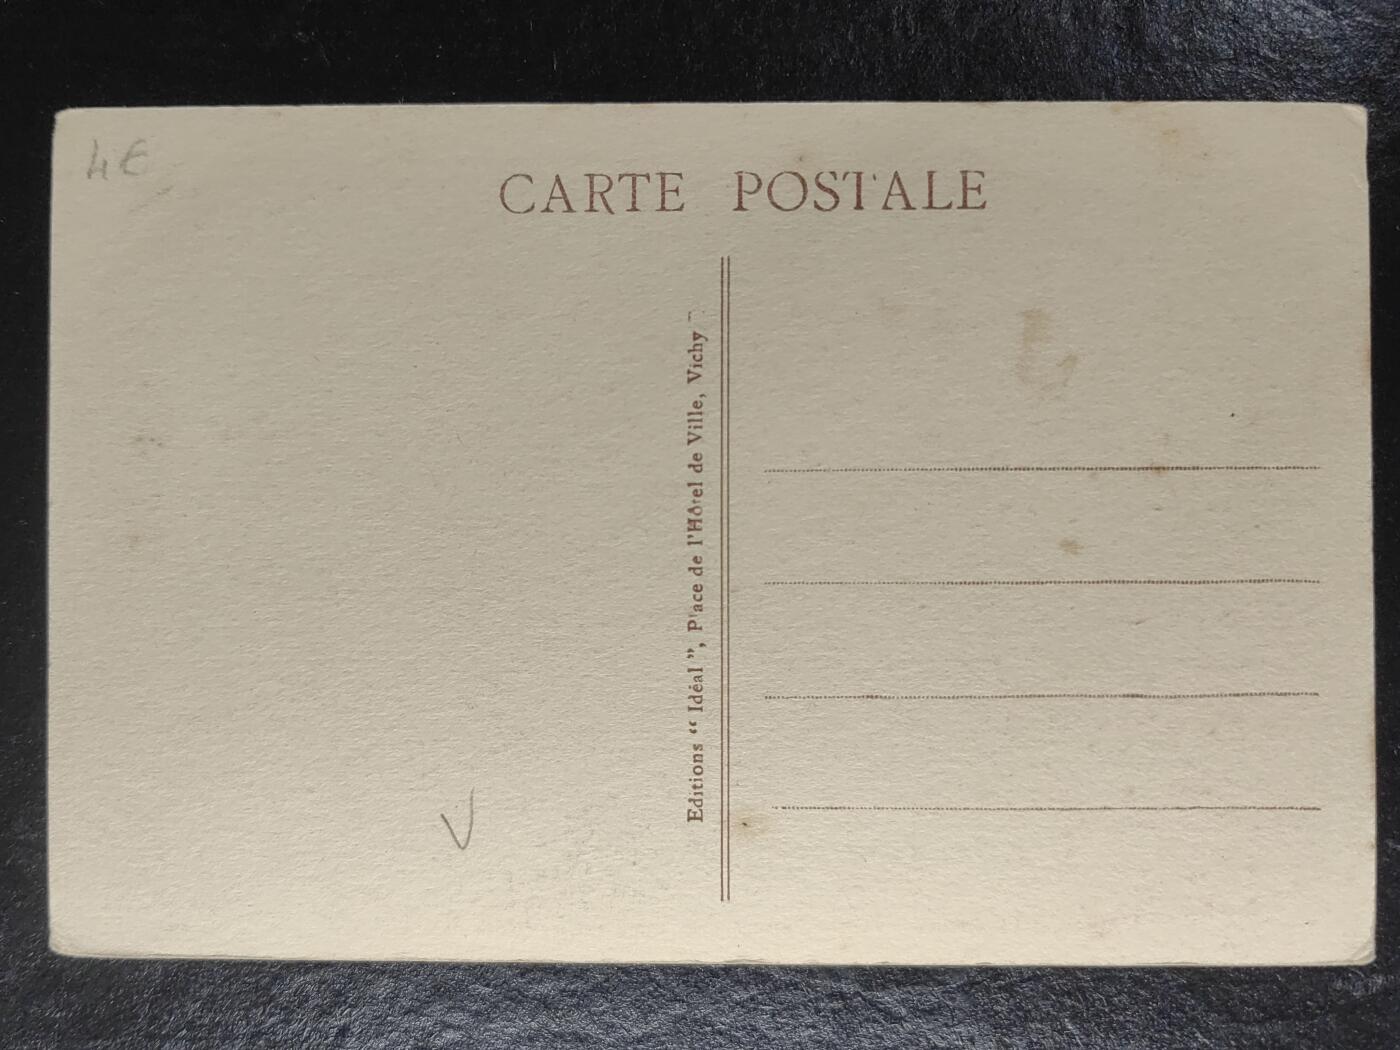 4€
CARTE POSTALE
Editions “ Idéal ”, Place de l'Hôtel de Ville, Vichy
V